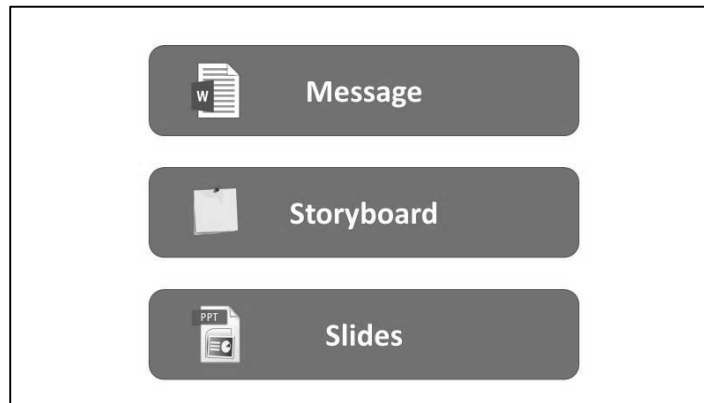 W
Message
Storyboard
PPT
Slides